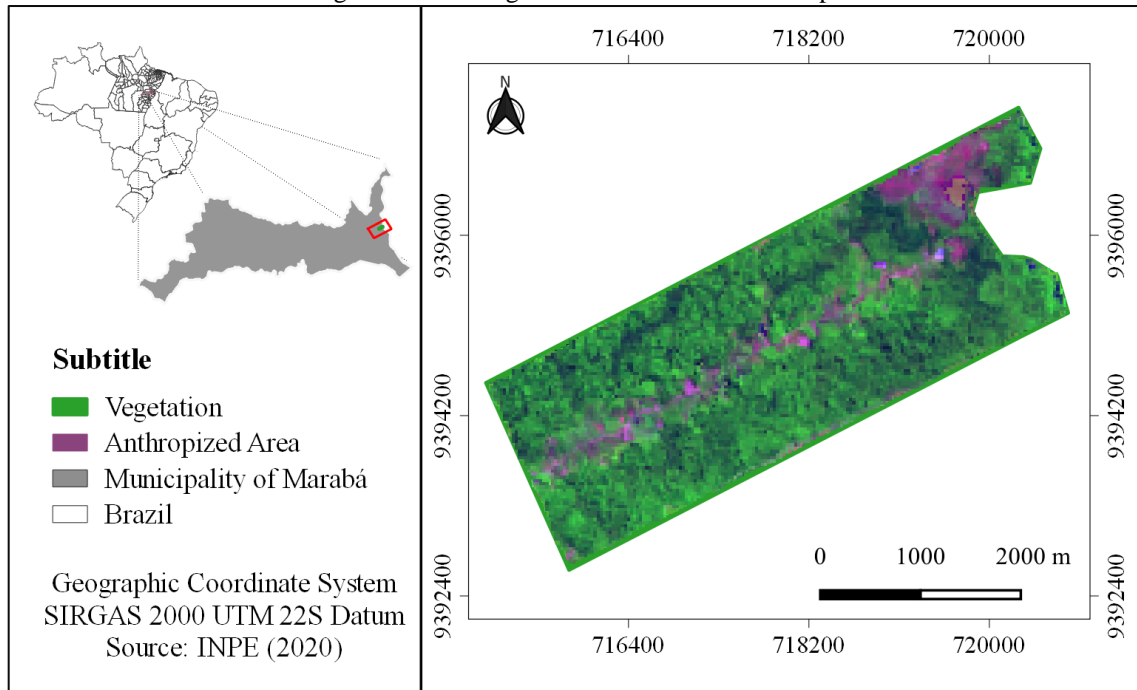 716400
718200
720000
N
9396000
9396000
Subtitle
Vegetation
9394200
9394200
Anthropized Area
Municipality of Marabá
Brazil
0
1000
2000 m
Geographic Coordinate System
SIRGAS 2000 UTM 22S Datum
Source: INPE (2020)
9392400
9392400
716400
718200
720000